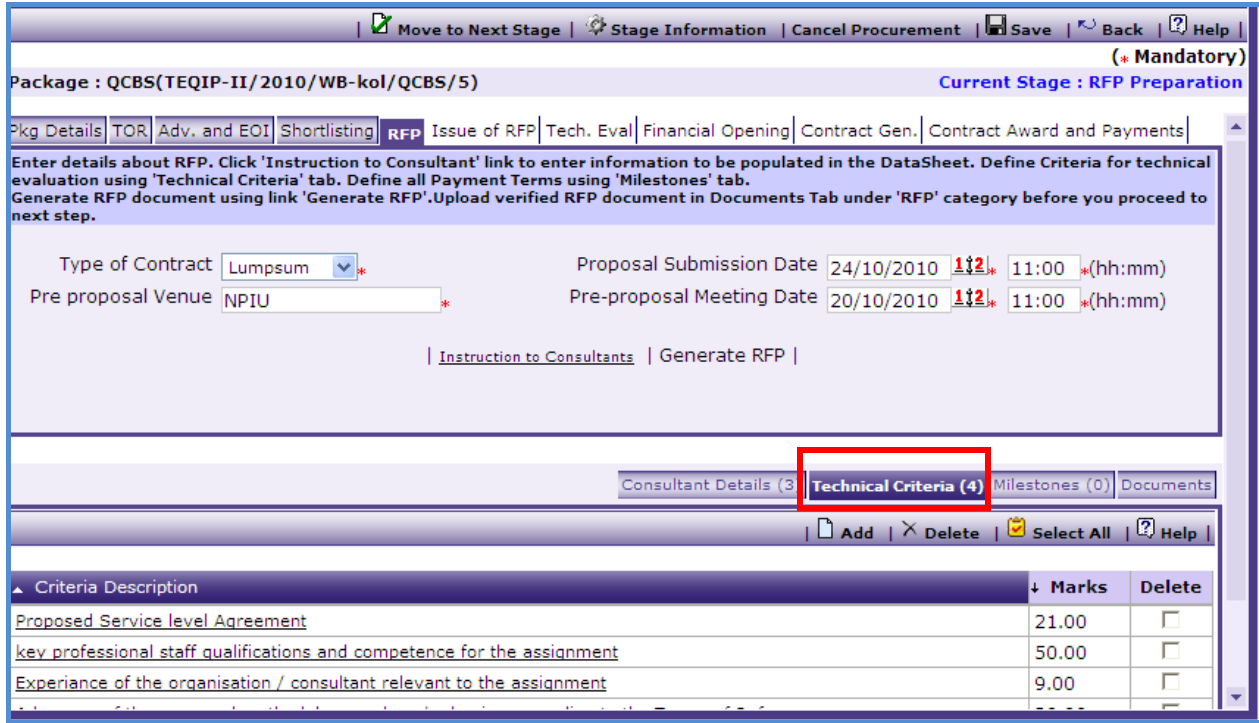 | Move to Next Stage | Stage Information | Cancel Procurement | Save | Back | Help |
(* Mandatory)
Package : QCBS(TEQIP-II/2010/WB-kol/QCBS/5) Current Stage : RFP Preparation
Pkg Details TOR Adv. and EOI Shortlisting RFP Issue of RFP Tech. Eval Financial Opening Contract Gen. Contract Award and Payments
Enter details about RFP. Click 'Instruction to Consultant' link to enter information to be populated in the DataSheet. Define Criteria for technical
evaluation using 'Technical Criteria' tab. Define all Payment Terms using 'Milestones' tab.
Generate RFP document using link 'Generate RFP'.Upload verified RFP document in Documents Tab under 'RFP' category before you proceed to
next step.
Type of Contract Lumpsum * Proposal Submission Date 24/10/2010 * 11:00 *(hh:mm)
Pre proposal Venue NPIU * Pre-proposal Meeting Date 20/10/2010 * 11:00 *(hh:mm)
| Instruction to Consultants | Generate RFP |
Consultant Details (3) Technical Criteria (4) Milestones (0) Documents
| Add | Delete | Select All | Help |
Criteria Description Marks Delete
Proposed Service level Agreement 21.00
key professional staff qualifications and competence for the assignment 50.00
Experiance of the organisation / consultant relevant to the assignment 9.00